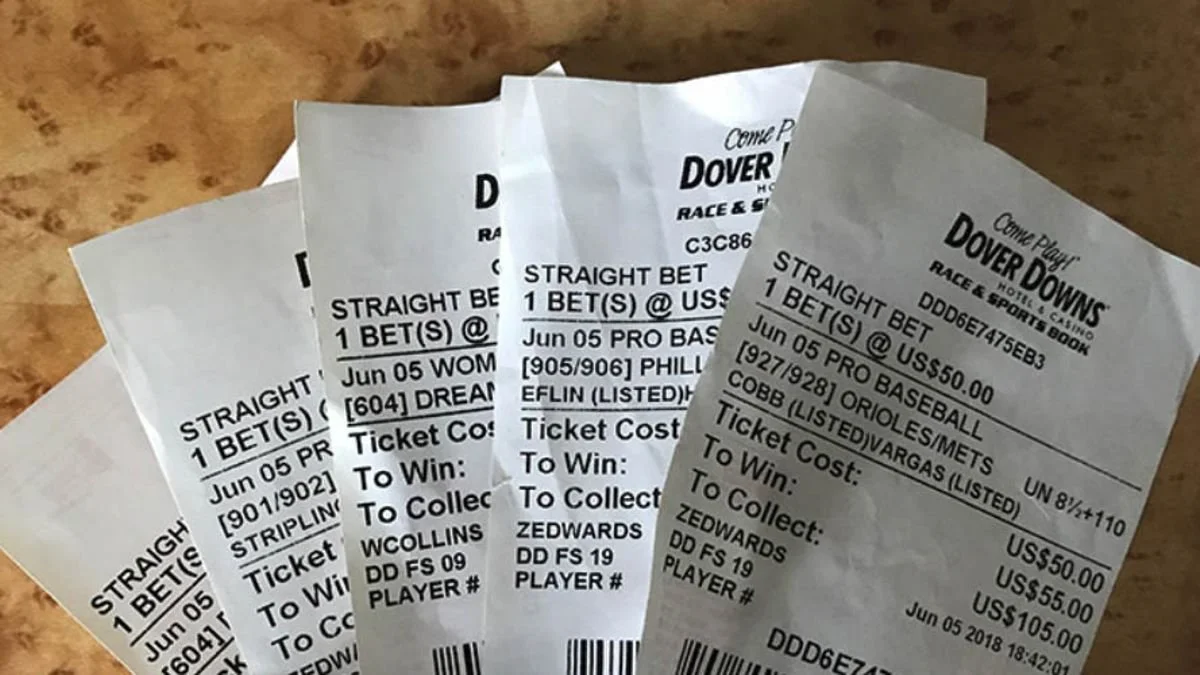 STRAIGH
1 BET(S
Jun 05
[604]
STRAIGHT
1 BET(S)
Jun 05 PR
[901/902]
STRIPLING
Ticket
To Win
To Co
D
RA
STRAIGHT BE
1 BET(S) @
Jun 05 WOM
[604] DREAM
Ticket Cos
To Win:
To Collec
WCOLLINS
DD FS 09
PLAYER #
Come P
DOVER
HO
RACE & SP
C3C86
STRAIGHT BET
1 BET(S) @ US$
Jun 05 PRO BAS
[905/906] PHILL
EFLIN (LISTED)H
Ticket Cost
To Win:
To Collect
ZEDWARDS
DD FS 19
PLAYER #
Come Play!
DOVER DOWNS
HOTEL & CASINO
RACE & SPORTS BOOK
DDD6E7475EB3
STRAIGHT BET
1 BET(S) @ US$50.00
Jun 05 PRO BASEBALL
[927/928] ORIOLES/METS UN 8½+110
COBB (LISTED)VARGAS (LISTED)
Ticket Cost: US$50.00
To Win: US$55.00
To Collect: US$105.00
ZEDWARDS Jun 05 2018 18:42:01
DD FS 19
PLAYER #
DDD6E747